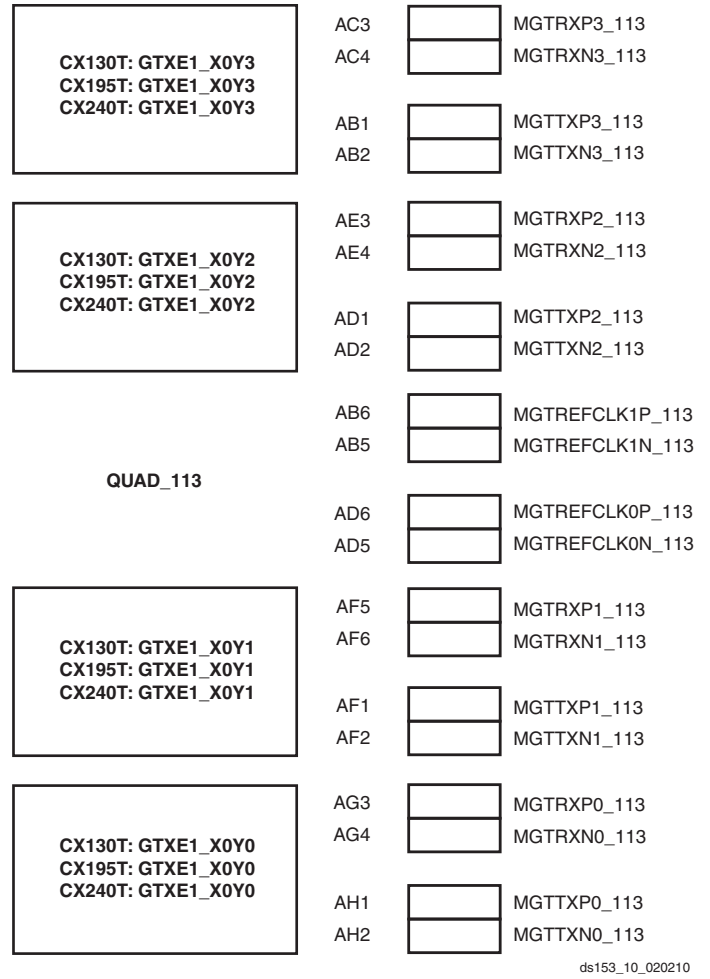 AC3 MGTRXP3_113
CX130T: GTXE1_X0Y3 AC4 MGTRXN3_113
CX195T: GTXE1_X0Y3
CX240T: GTXE1_X0Y3
AB1 MGTTXP3_113
AB2 MGTTXN3_113
AE3 MGTRXP2_113
CX130T: GTXE1_X0Y2 AE4 MGTRXN2_113
CX195T: GTXE1_X0Y2
CX240T: GTXE1_X0Y2
AD1 MGTTXP2_113
AD2 MGTTXN2_113
AB6 MGTREFCLK1P_113
AB5 MGTREFCLK1N_113
QUAD_113
AD6 MGTREFCLK0P_113
AD5 MGTREFCLK0N_113
AF5 MGTRXP1_113
CX130T: GTXE1_X0Y1 AF6 MGTRXN1_113
CX195T: GTXE1_X0Y1
CX240T: GTXE1_X0Y1
AF1 MGTTXP1_113
AF2 MGTTXN1_113
AG3 MGTRXP0_113
CX130T: GTXE1_X0Y0 AG4 MGTRXN0_113
CX195T: GTXE1_X0Y0
CX240T: GTXE1_X0Y0
AH1 MGTTXP0_113
AH2 MGTTXN0_113
ds153_10_020210